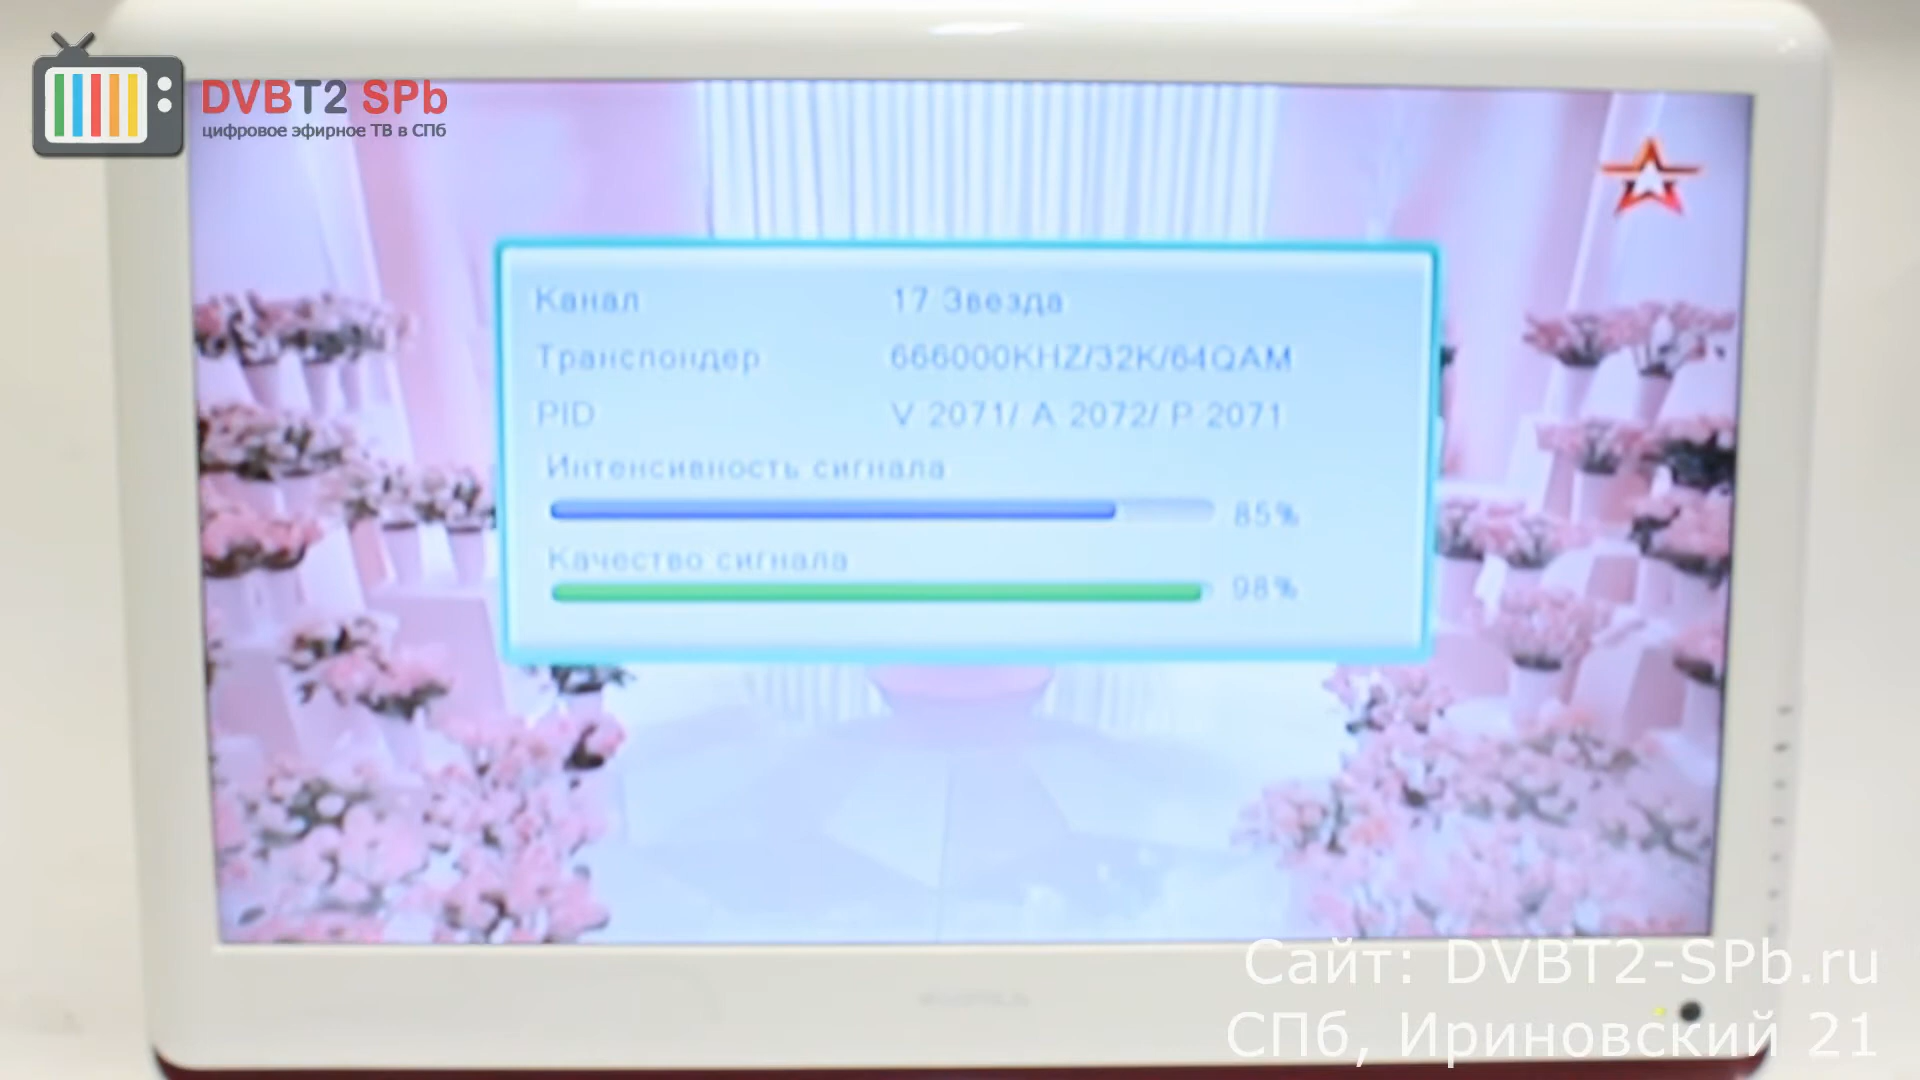 DVBT2 SPb
цифровое эфирное ТВ в СПб
Канал 17 Звезда
Транспондер 666000KHZ/32K/64QAM
PID V 2071/ A 2072/ P 2071
Интенсивность сигнала
85%
Качество сигнала
98%
Сайт: DVBT2-SPb.ru
СПб, Ириновский 21